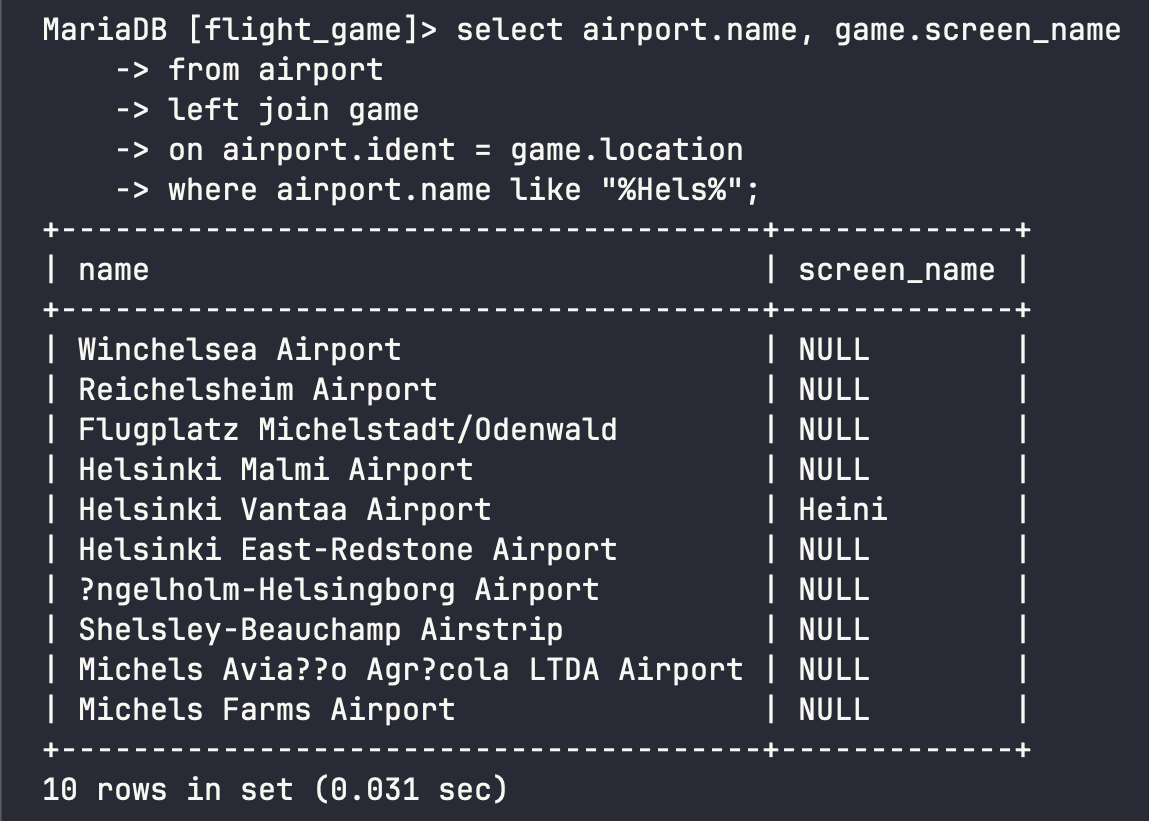 MariaDB [flight_game]> select airport.name, game.screen_name
    -> from airport
    -> left join game
    -> on airport.ident = game.location
    -> where airport.name like "%Hels%";
+---------------------------------------+-------------+
| name                                  | screen_name |
+---------------------------------------+-------------+
| Winchelsea Airport                    | NULL        |
| Reichelsheim Airport                  | NULL        |
| Flugplatz Michelstadt/Odenwald        | NULL        |
| Helsinki Malmi Airport                | NULL        |
| Helsinki Vantaa Airport               | Heini       |
| Helsinki East-Redstone Airport        | NULL        |
| ?ngelholm-Helsingborg Airport         | NULL        |
| Shelsley-Beauchamp Airstrip           | NULL        |
| Michels Avia??o Agr?cola LTDA Airport | NULL        |
| Michels Farms Airport                 | NULL        |
+---------------------------------------+-------------+
10 rows in set (0.031 sec)